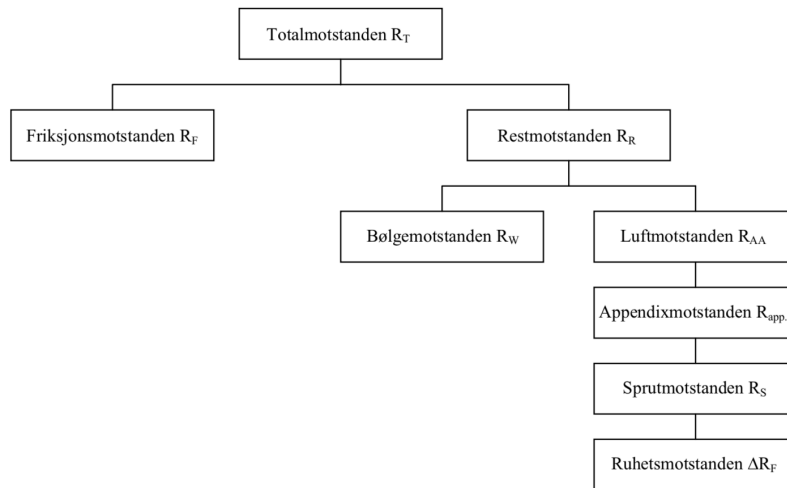 Totalmotstanden R_T
Friksjonsmotstanden R_F
Restmotstanden R_R
Bølgemotstanden R_W
Luftmotstanden R_AA
Appendixmotstanden R_app.
Sprutmotstanden R_S
Ruhetsmotstanden ΔR_F